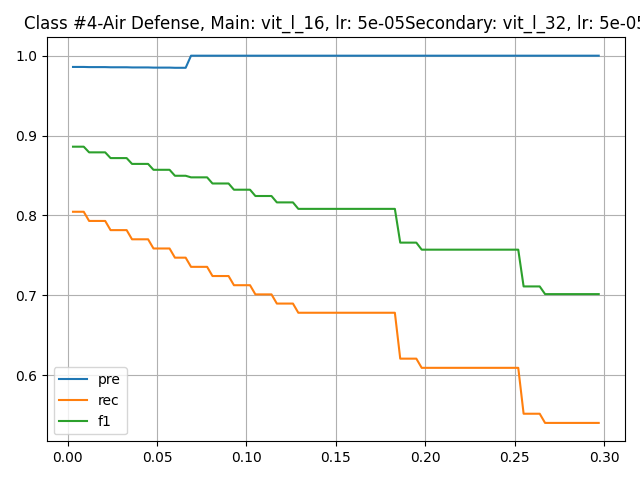 Class #4-Air Defense, Main: vit_l_16, lr: 5e-05Secondary: vit_l_32, lr: 5e-05
1.0
0.9
0.8
0.7
0.6
pre
rec
f1
0.00 0.05 0.10 0.15 0.20 0.25 0.30